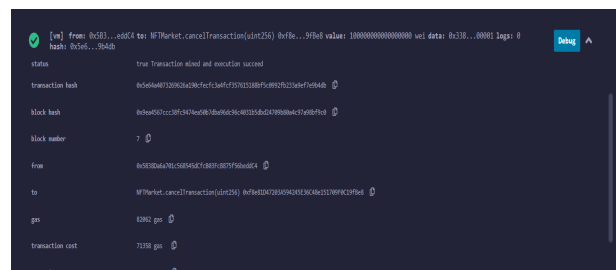 [vm] from: 0x5B3...eddC4 to: NFTMarket.cancelTransaction(uint256) 0xf8e...9fBe8 value: 100000000000000000 wei data: 0x338...00001 logs: 0
hash: 0x5e6...9b4db
Debug
status true Transaction mined and execution succeed
transaction hash
block hash
block number 7
from
to NFTMarket.cancelTransaction(uint256)
gas 82062 gas
transaction cost 71358 gas